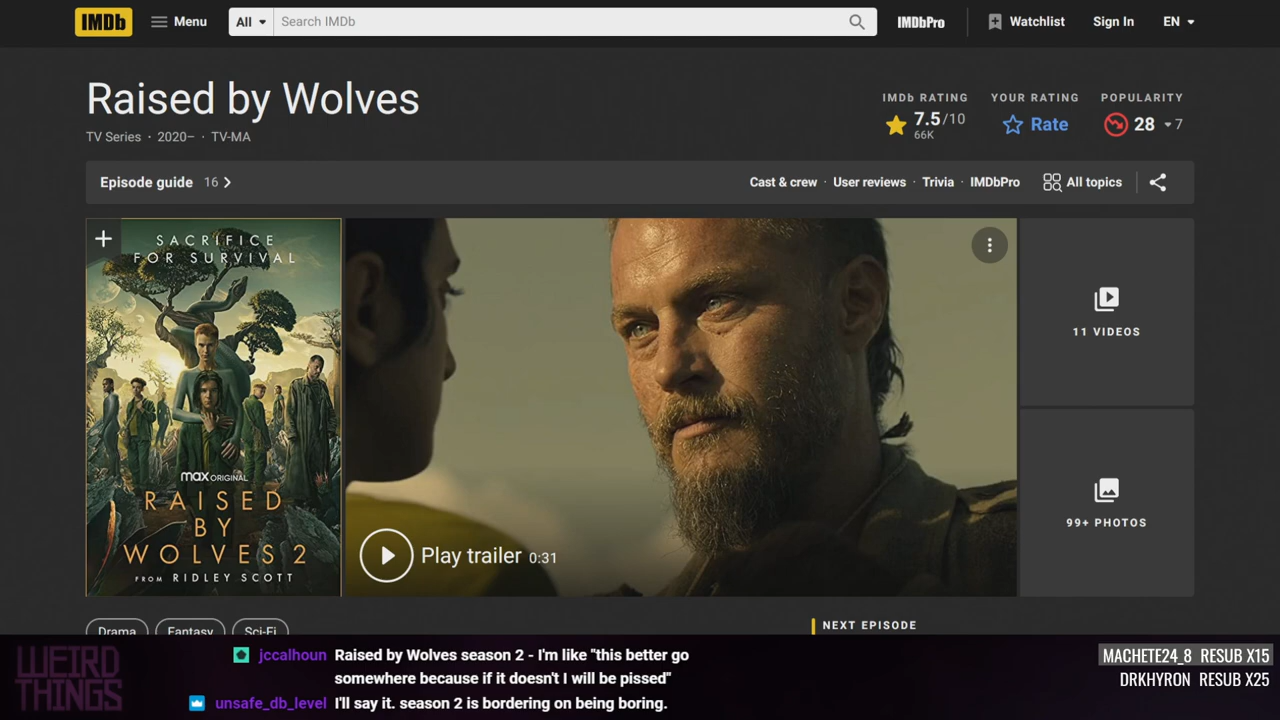 IMDb
Menu
All
Search IMDb
IMDbPro
Watchlist
Sign In
EN
Raised by Wolves
TV Series · 2020– · TV-MA
IMDb RATING
7.5/10
66K
YOUR RATING
Rate
POPULARITY
28
7
Episode guide 16
Cast & crew · User reviews · Trivia · IMDbPro
All topics
SACRIFICE
FOR SURVIVAL
max ORIGINAL
RAISED
BY
WOLVES 2
FROM RIDLEY SCOTT
Play trailer 0:31
11 VIDEOS
99+ PHOTOS
Drama
Fantasy
Sci-Fi
NEXT EPISODE
WEIRD
THINGS
jccalhoun Raised by Wolves season 2 - I'm like "this better go
somewhere because if it doesn't I will be pissed"
unsafe_db_level I'll say it. season 2 is bordering on being boring.
MACHETE24_8 RESUB X15
DRKHYRON RESUB X25